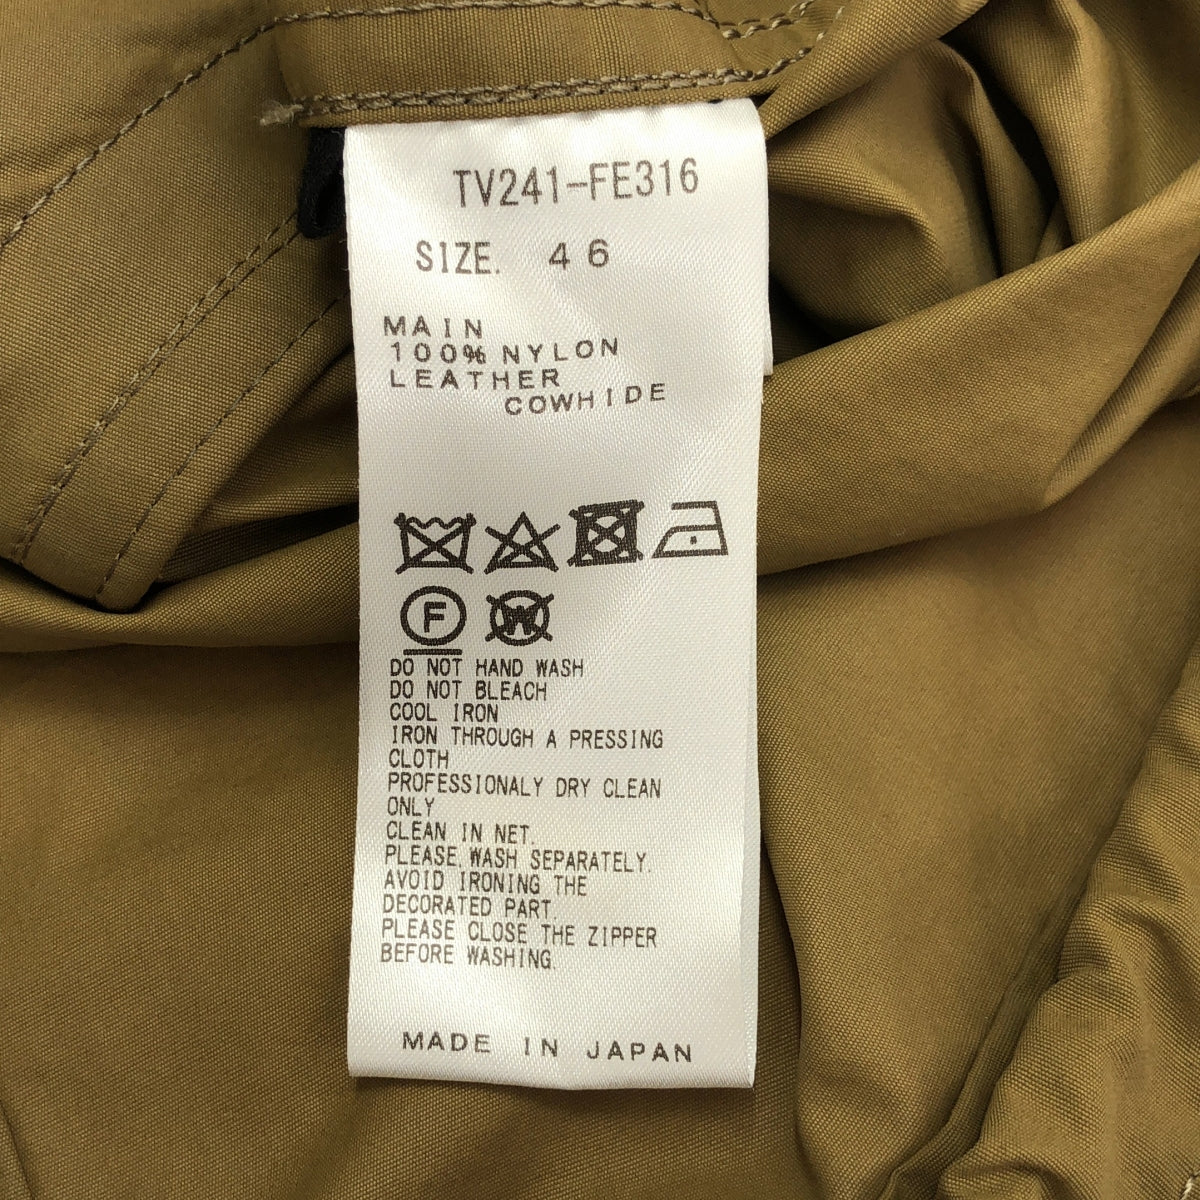 TV241-FE316
SIZE. 46
MAIN
100% NYLON
LEATHER
COWHIDE
F W
DO NOT HAND WASH
DO NOT BLEACH
COOL IRON
IRON THROUGH A PRESSING
CLOTH
PROFESSIONALY DRY CLEAN
ONLY
CLEAN IN NET.
PLEASE. WASH SEPARATELY.
AVOID IRONING THE
DECORATED PART.
PLEASE CLOSE THE ZIPPER
BEFORE WASHING.
MADE IN JAPAN